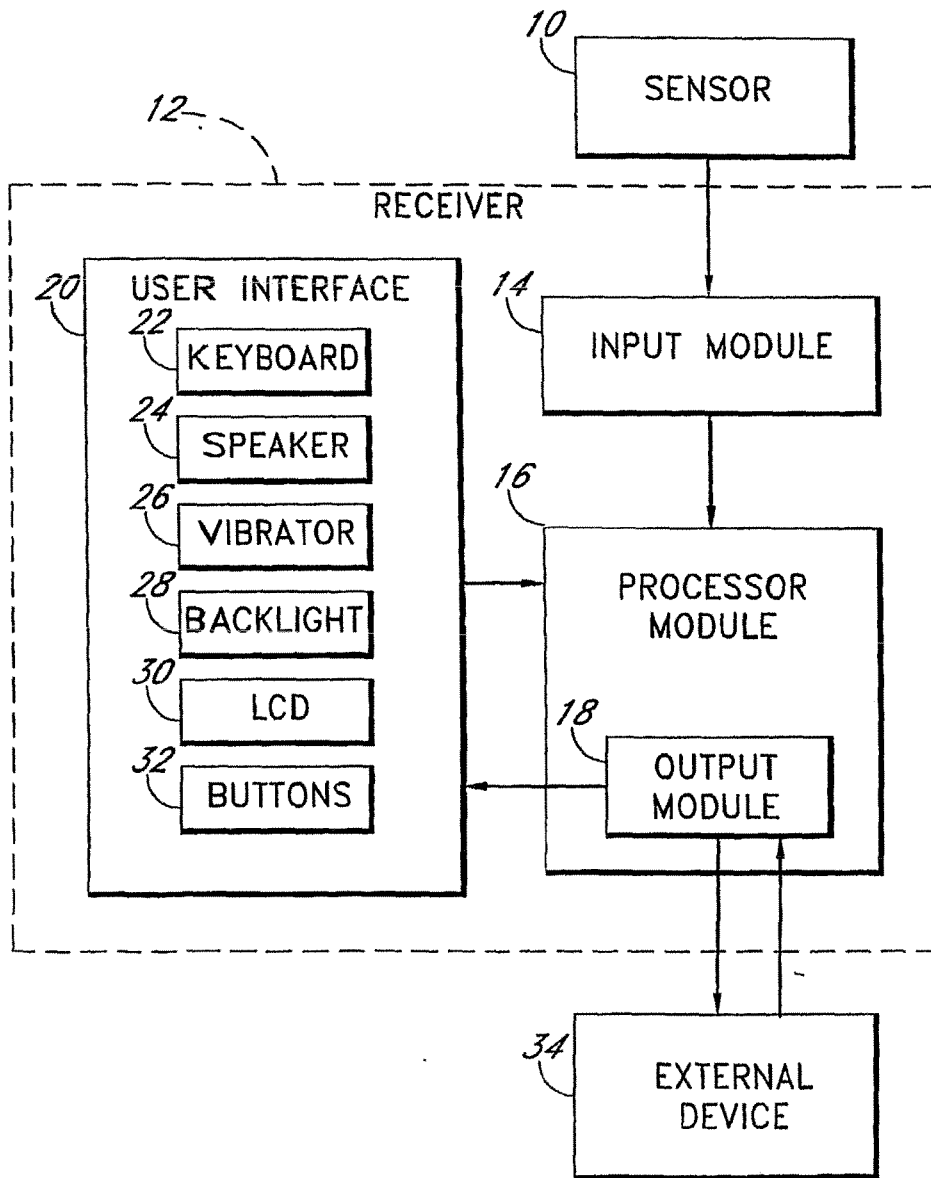 10
SENSOR
12
RECEIVER
20
USER INTERFACE
22
KEYBOARD
24
SPEAKER
26
VIBRATOR
28
BACKLIGHT
30
LCD
32
BUTTONS
14
INPUT MODULE
16
PROCESSOR
MODULE
18
OUTPUT
MODULE
34
EXTERNAL
DEVICE